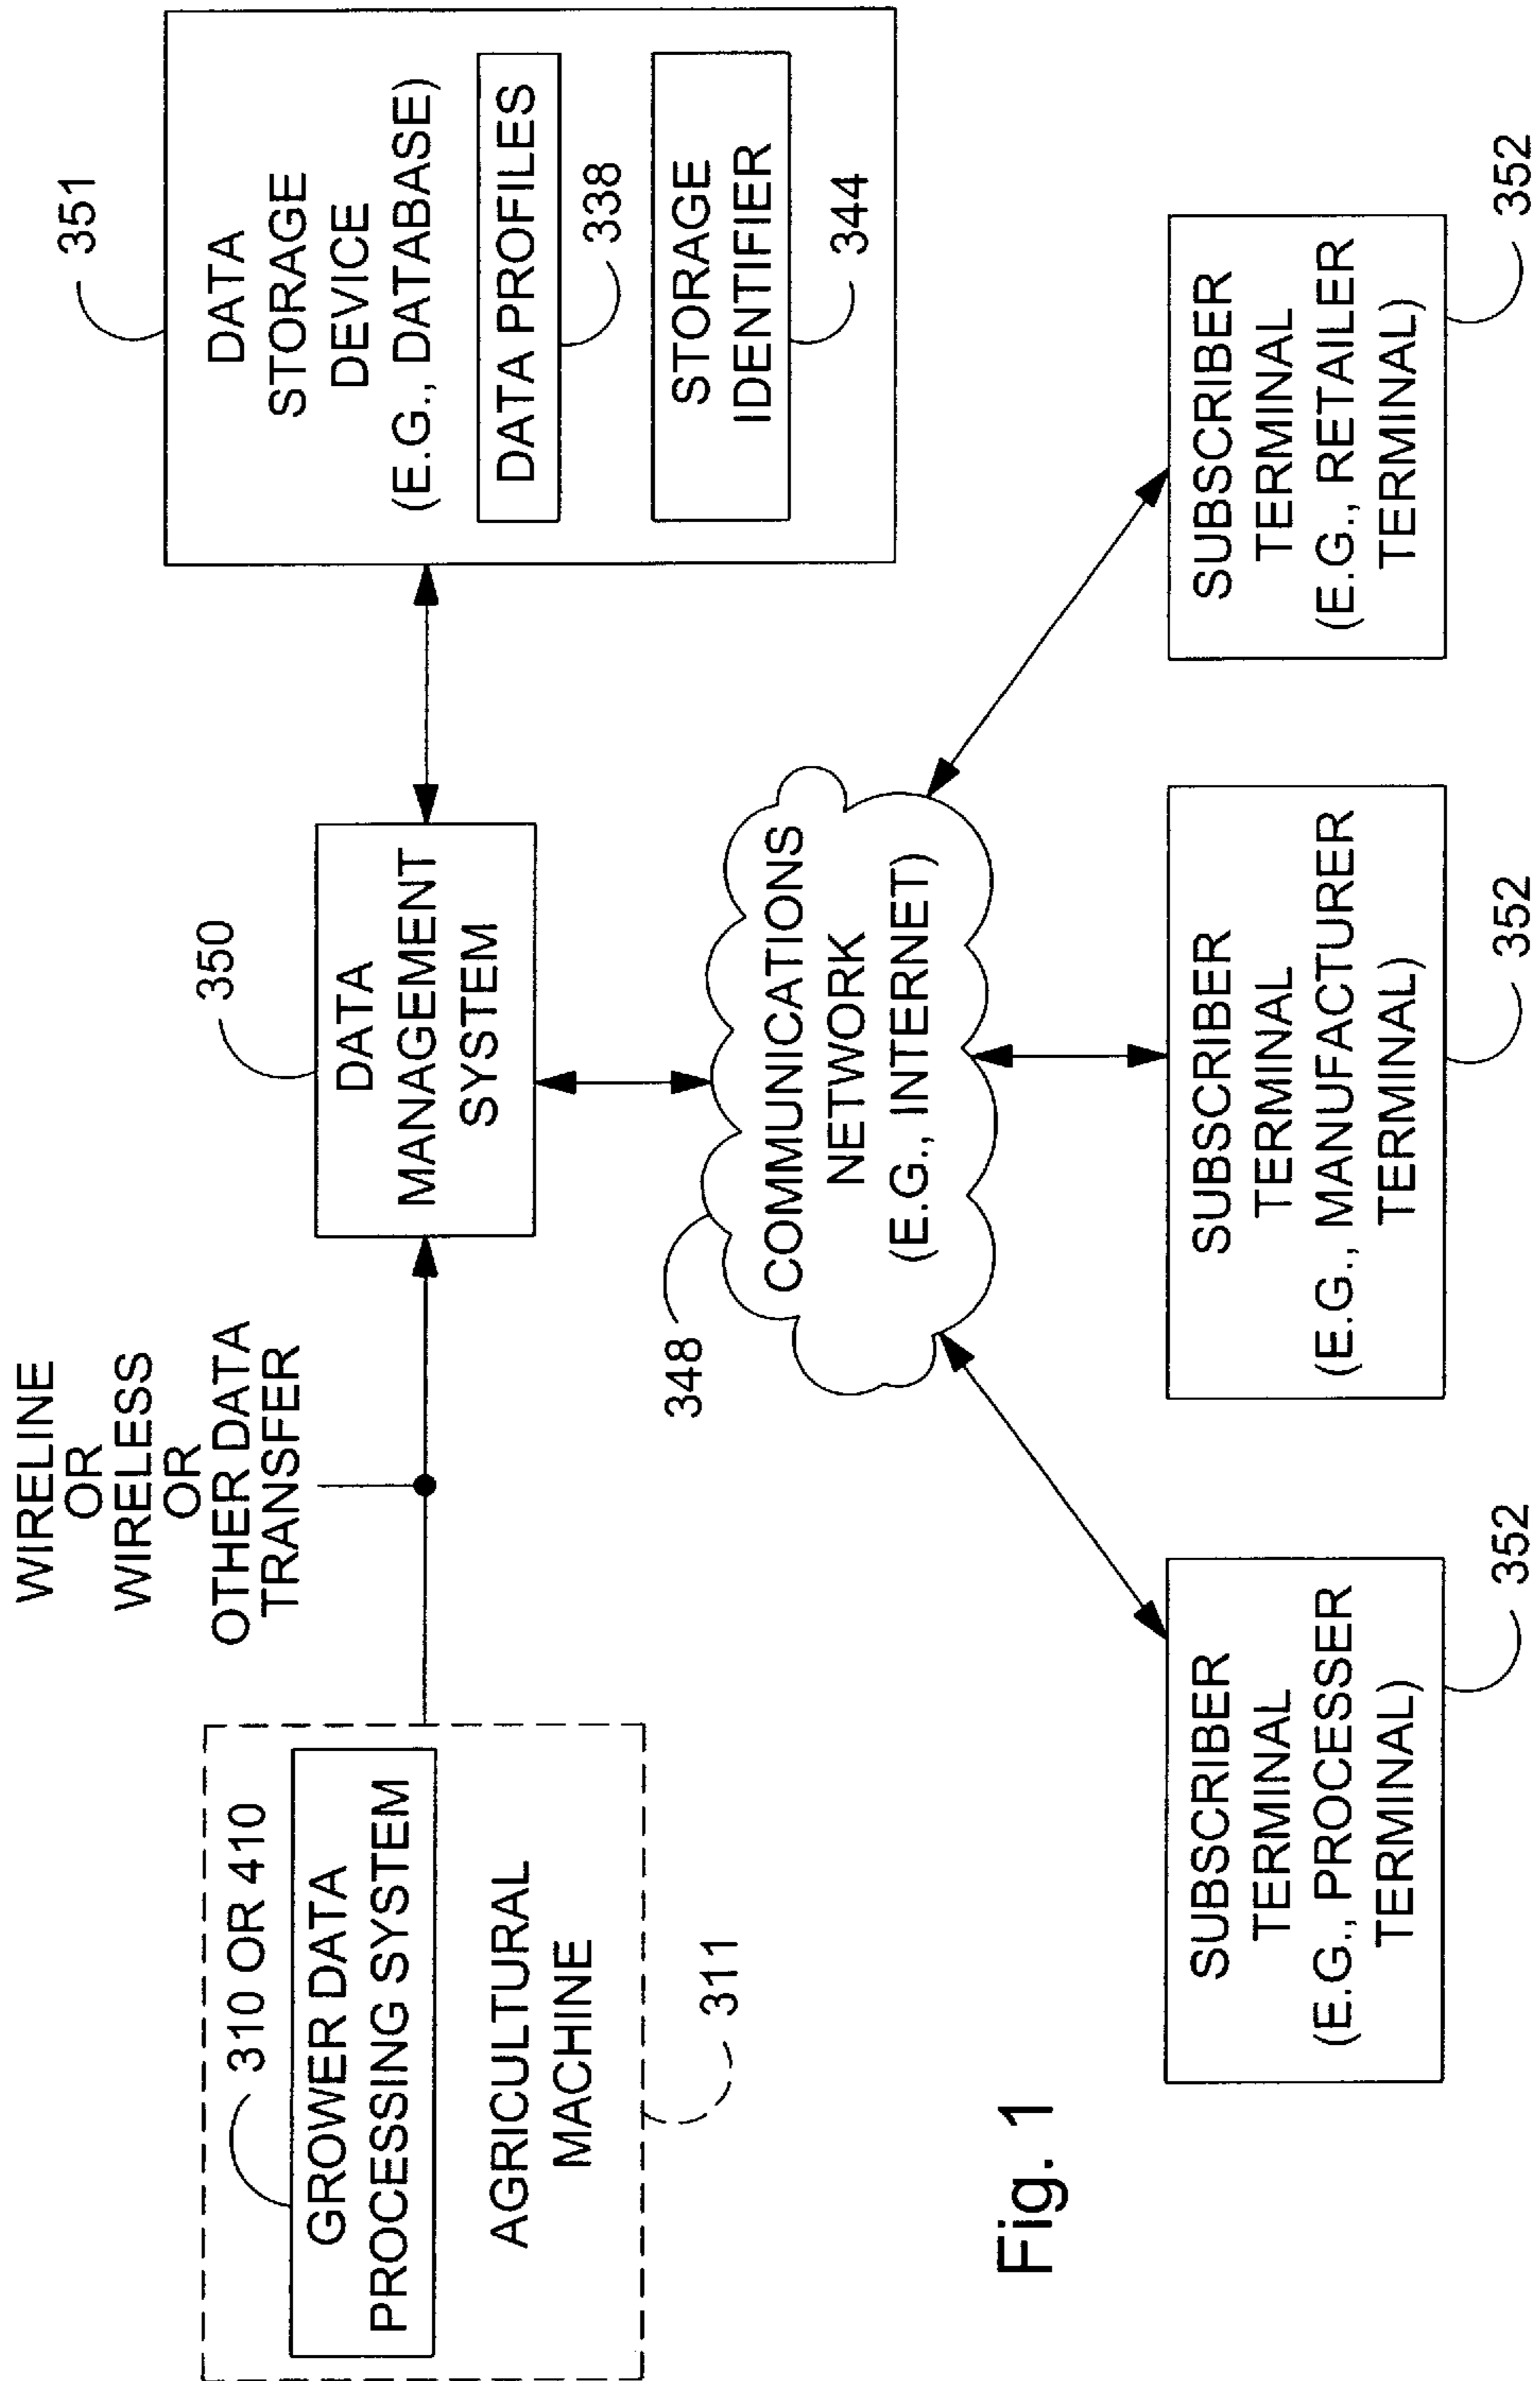 WIRELINE
OR
WIRELESS
OR
OTHER DATA
TRANSFER
310 OR 410
GROWER DATA
PROCESSING SYSTEM
AGRICULTURAL
MACHINE
311
350
DATA
MANAGEMENT
SYSTEM
351
DATA
STORAGE
DEVICE
(E.G., DATABASE)
DATA PROFILES
338
STORAGE
IDENTIFIER
344
348
COMMUNICATIONS
NETWORK
(E.G., INTERNET)
SUBSCRIBER
TERMINAL
(E.G., PROCESSER
TERMINAL)
352
SUBSCRIBER
TERMINAL
(E.G., MANUFACTURER
TERMINAL)
352
SUBSCRIBER
TERMINAL
(E.G., RETAILER
TERMINAL)
352
Fig. 1